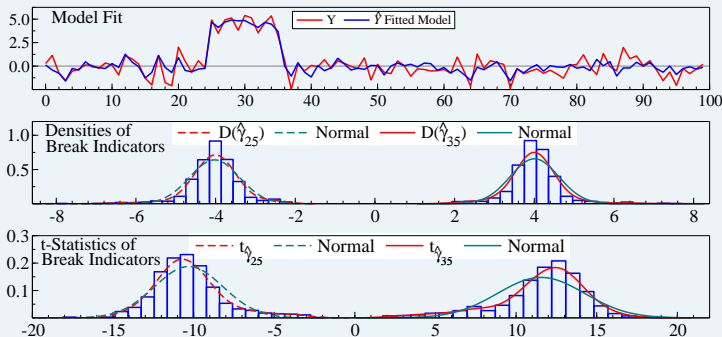 Model Fit
Y Ŷ Fitted Model
5.0
0.0
0 10 20 30 40 50 60 70 80 90 100
Densities of Break Indicators
D(γ̂25) Normal D(γ̂35) Normal
1.0
0.5
-8 -6 -4 -2 0 2 4 6 8
t-Statistics of Break Indicators
tγ̂25 Normal tγ̂35 Normal
0.3
0.2
0.1
-20 -15 -10 -5 0 5 10 15 20